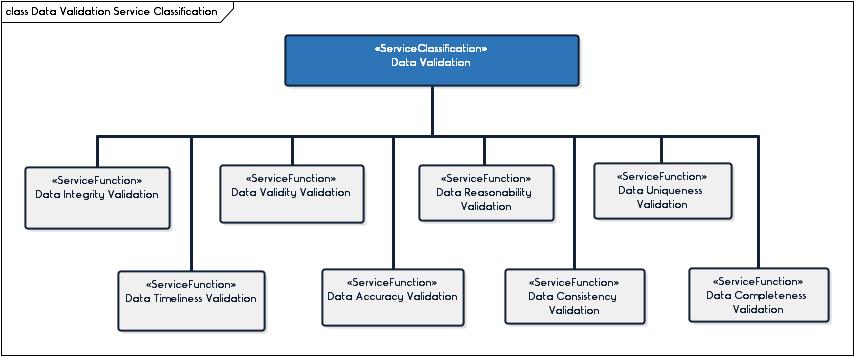 class Data Validation Service Classification
«ServiceClassification»
Data Validation
«ServiceFunction»
Data Integrity Validation
«ServiceFunction»
Data Validity Validation
«ServiceFunction»
Data Reasonability
Validation
«ServiceFunction»
Data Uniqueness
Validation
«ServiceFunction»
Data Timeliness Validation
«ServiceFunction»
Data Accuracy Validation
«ServiceFunction»
Data Consistency
Validation
«ServiceFunction»
Data Completeness
Validation